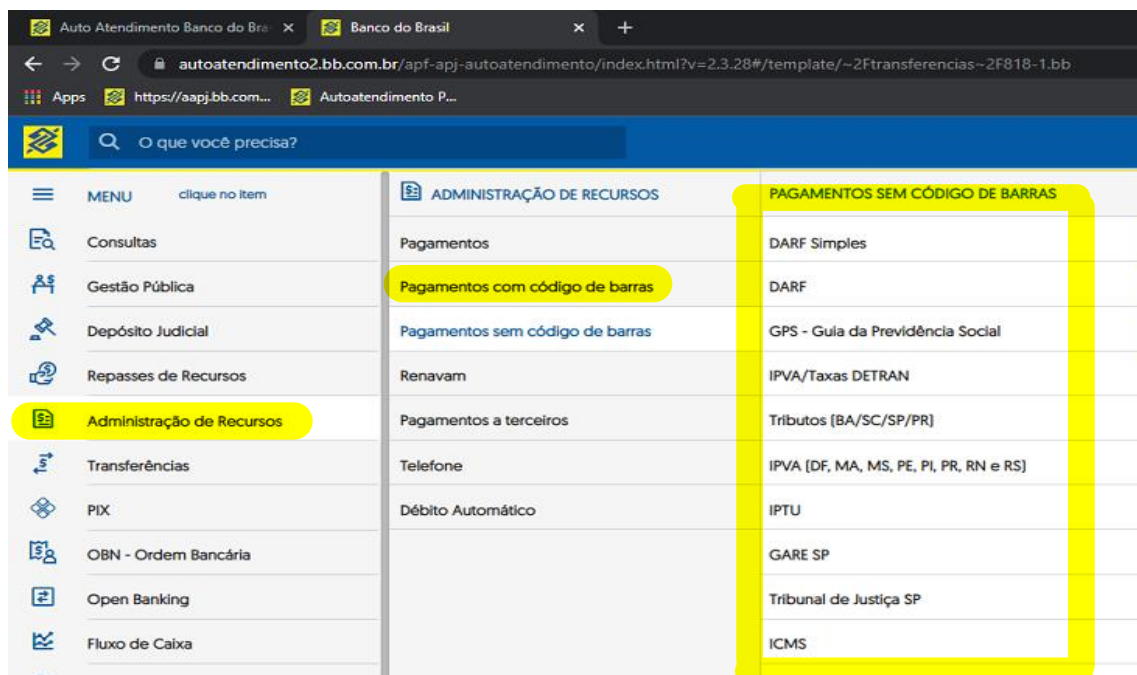 Auto Atendimento Banco do Bra
Banco do Brasil
autoatendimento2.bb.com.br/apf-apj-autoatendimento/index.html?v=2.3.28#/template/~2Ftransferencias~2F818-1.bb
Apps
https://aapj.bb.com...
Autoatendimento P...
O que você precisa?
MENU
clique no item
Consultas
Gestão Pública
Depósito Judicial
Repasses de Recursos
Administração de Recursos
Transferências
PIX
OBN - Ordem Bancária
Open Banking
Fluxo de Caixa
ADMINISTRAÇÃO DE RECURSOS
Pagamentos
Pagamentos com código de barras
Pagamentos sem código de barras
Renavam
Pagamentos a terceiros
Telefone
Débito Automático
PAGAMENTOS SEM CÓDIGO DE BARRAS
DARF Simples
DARF
GPS - Guia da Previdência Social
IPVA/Taxas DETRAN
Tributos (BA/SC/SP/PR)
IPVA (DF, MA, MS, PE, PI, PR, RN e RS)
IPTU
GARE SP
Tribunal de Justiça SP
ICMS